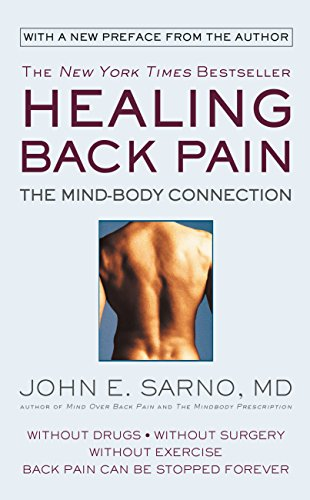 WITH A NEW PREFACE FROM THE AUTHOR
THE NEW YORK TIMES BESTSELLER
HEALING
BACK PAIN
THE MIND-BODY CONNECTION
JOHN E. SARNO, MD
AUTHOR OF MIND OVER BACK PAIN AND THE MINDBODY PRESCRIPTION
WITHOUT DRUGS • WITHOUT SURGERY
WITHOUT EXERCISE
BACK PAIN CAN BE STOPPED FOREVER